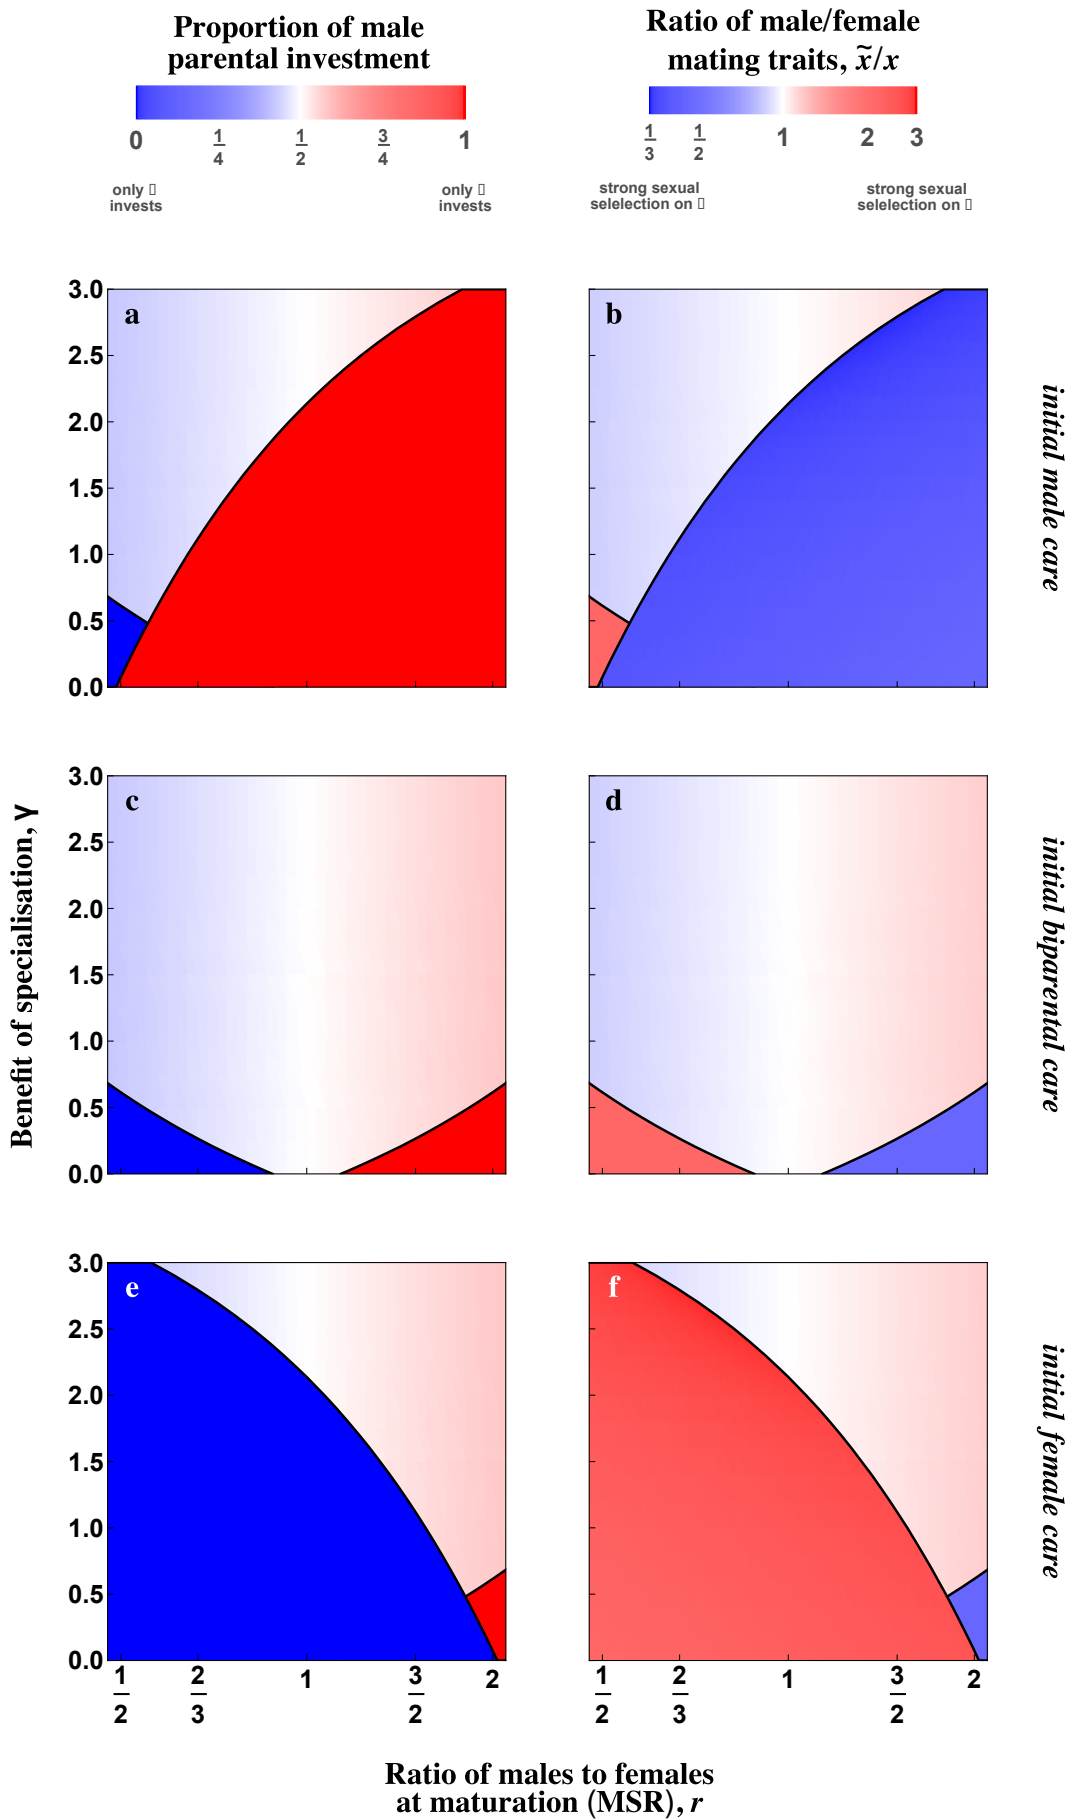 Proportion of male
parental investment
0 1/4 1/2 3/4 1
only ▯
invests
only ▯
invests
Ratio of male/female
mating traits, x̃/x
1/3 1/2 1 2 3
strong sexual
selelection on ▯
strong sexual
selelection on ▯
a
3.0
2.5
2.0
1.5
1.0
0.5
0.0
b
initial male care
Benefit of specialisation, γ
c
3.0
2.5
2.0
1.5
1.0
0.5
0.0
d
initial biparental care
e
3.0
2.5
2.0
1.5
1.0
0.5
0.0
1/2 2/3 1 3/2 2
f
1/2 2/3 1 3/2 2
initial female care
Ratio of males to females
at maturation (MSR), r